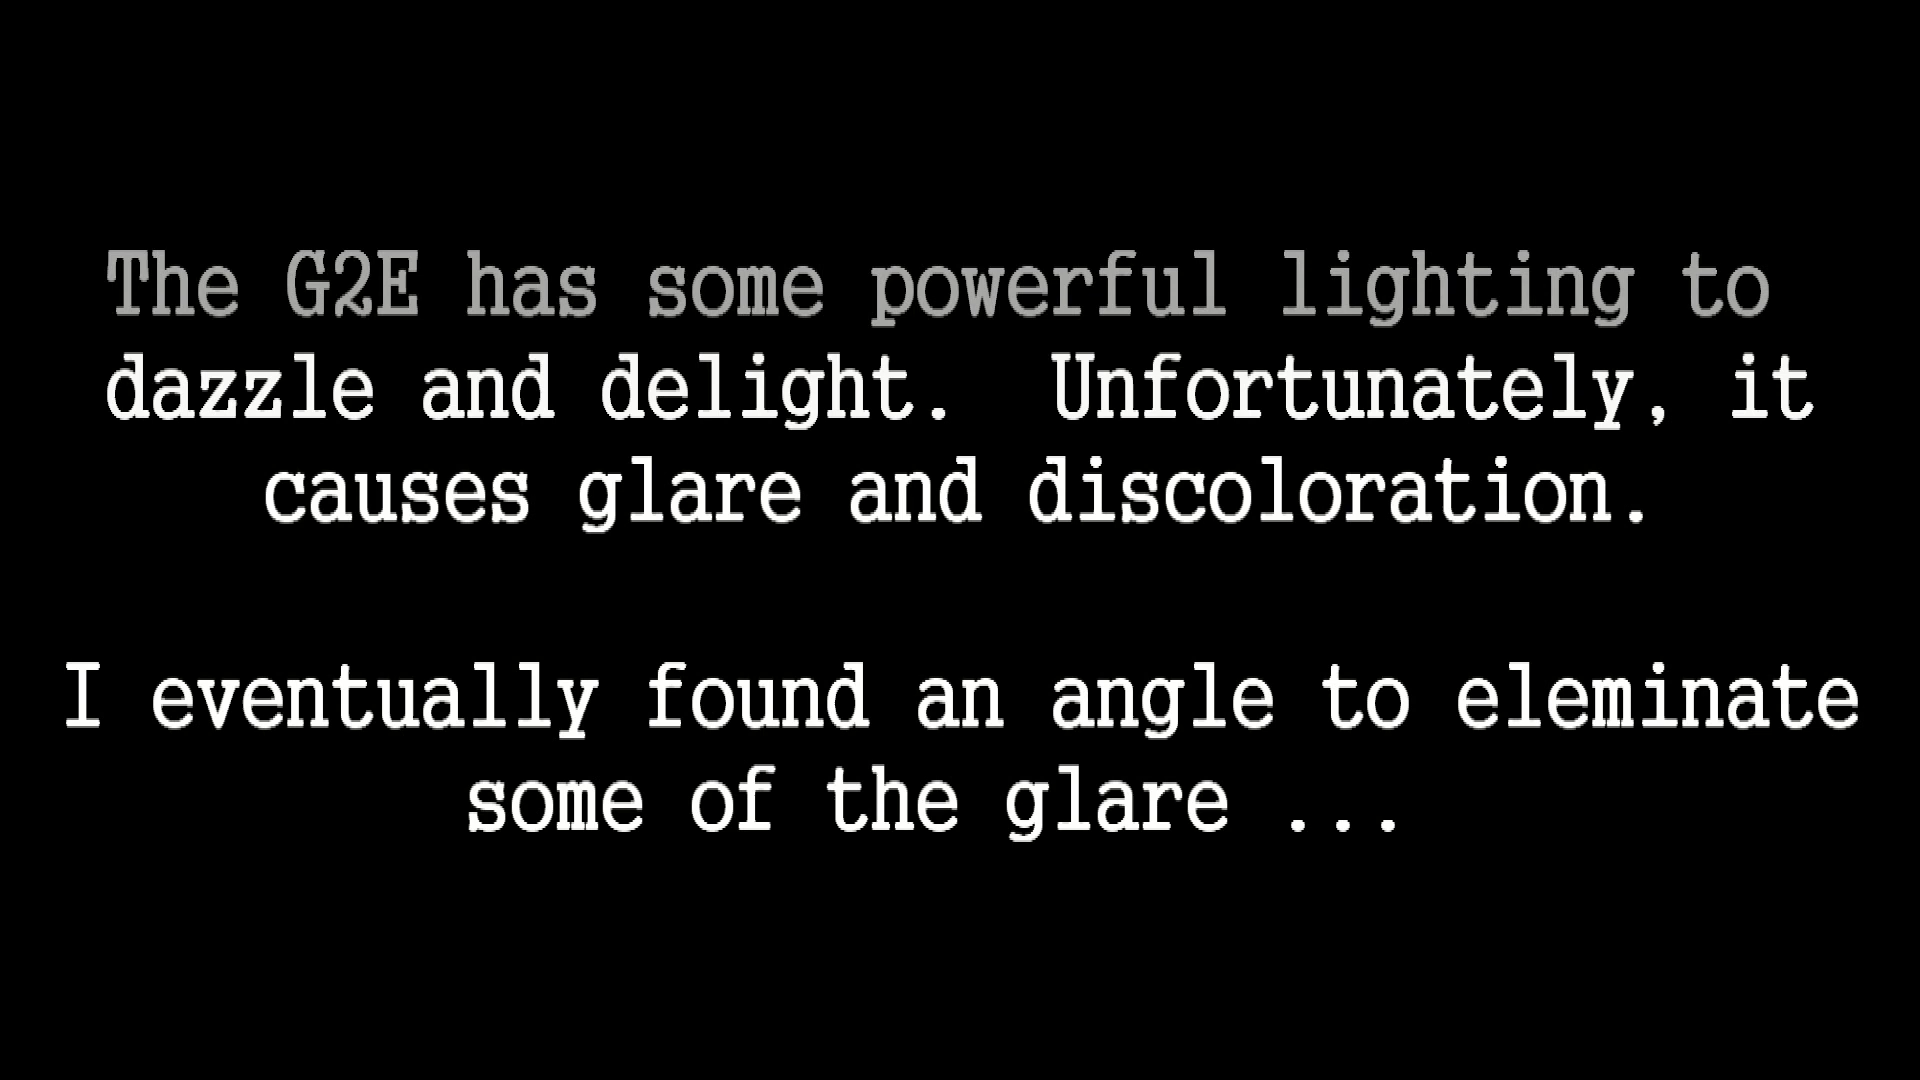 The G2E has some powerful lighting to
dazzle and delight.  Unfortunately, it
causes glare and discoloration.
I eventually found an angle to eleminate
some of the glare ...